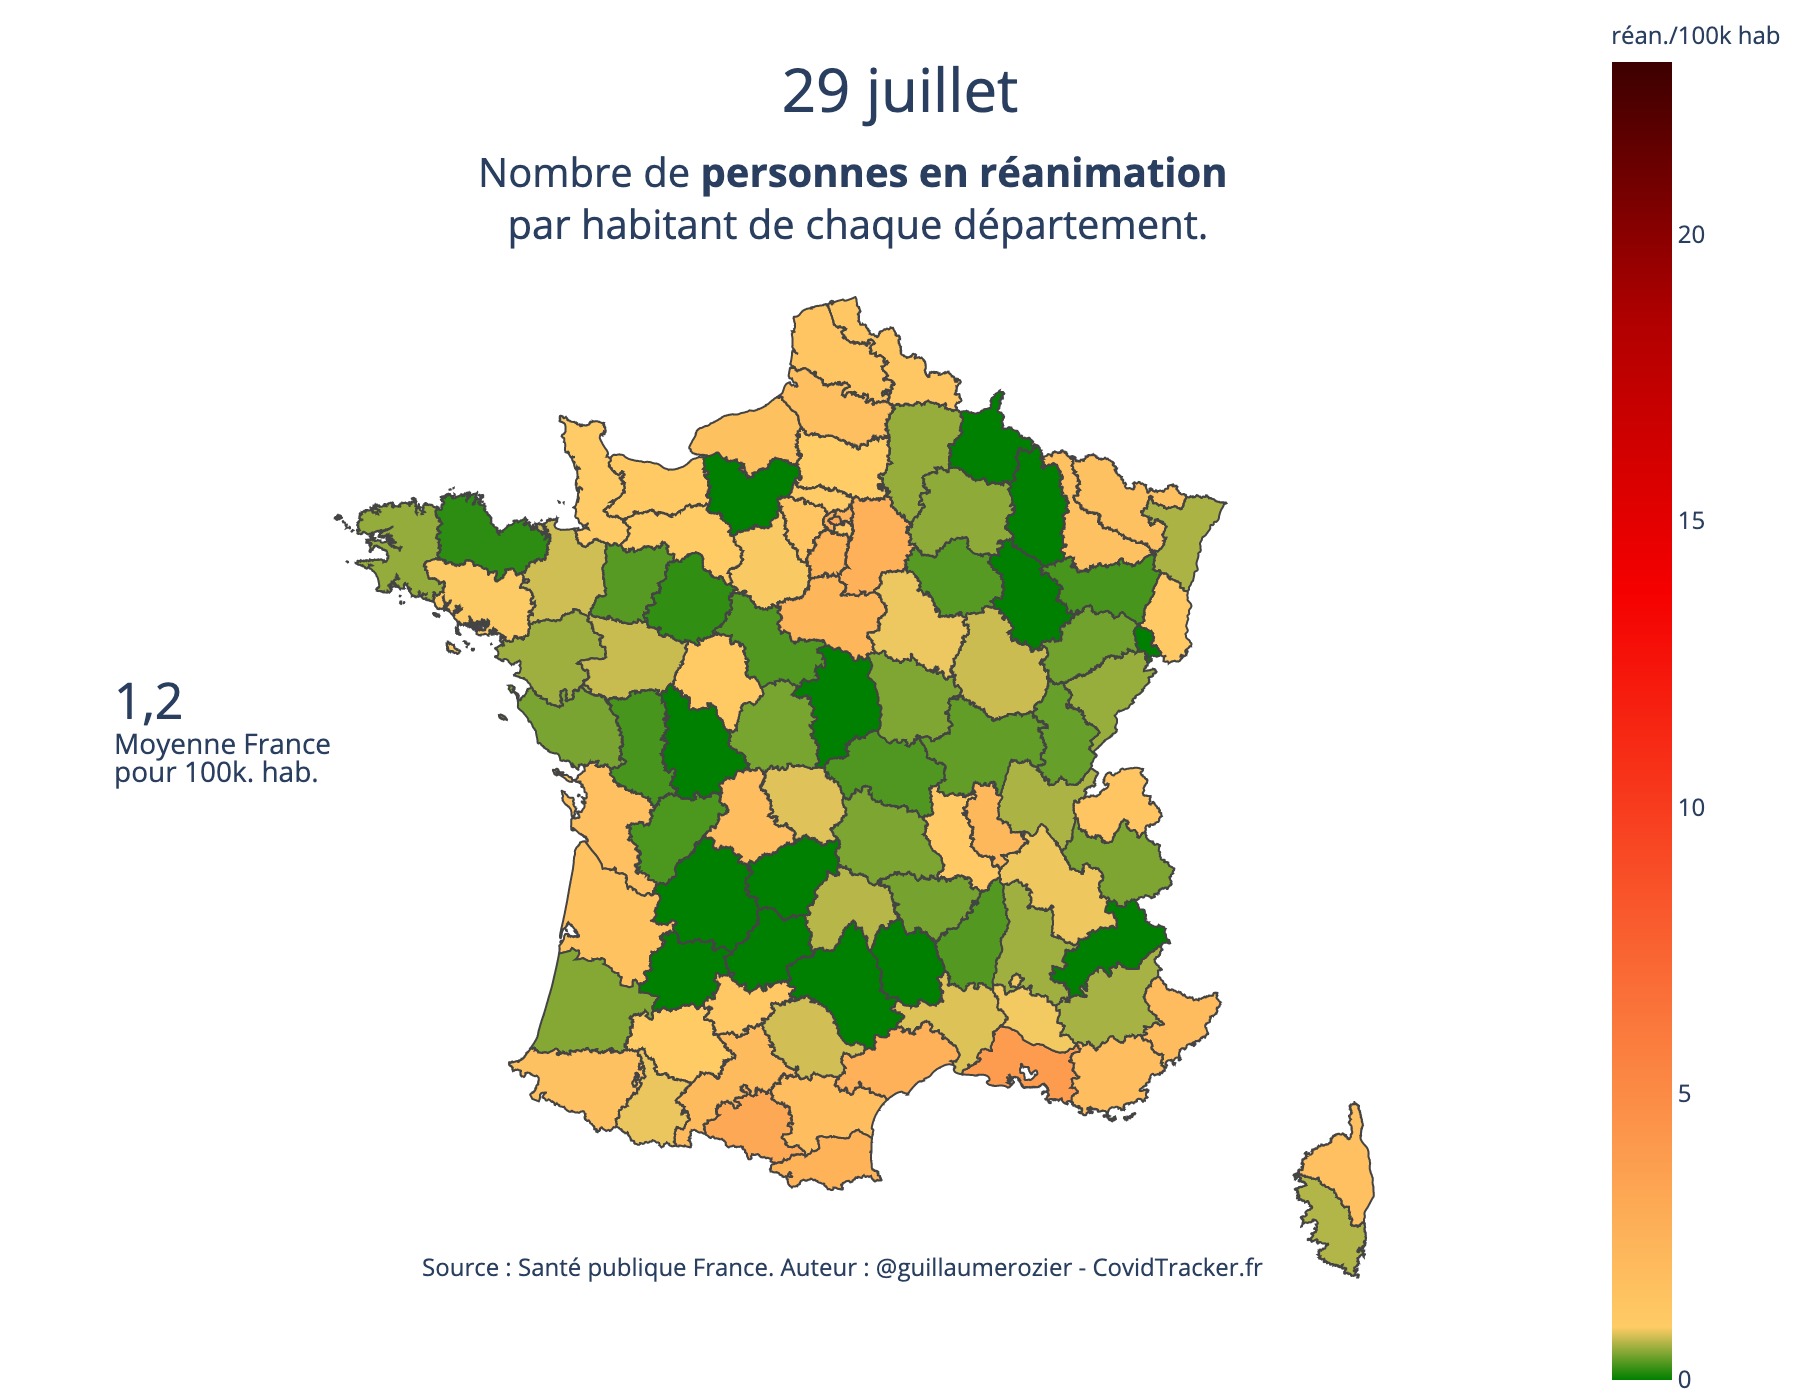 réan./100k hab
29 juillet
Nombre de personnes en réanimation
par habitant de chaque département.
20
15
10
5
0
1,2
Moyenne France
pour 100k. hab.
Source : Santé publique France. Auteur : @guillaumerozier - CovidTracker.fr